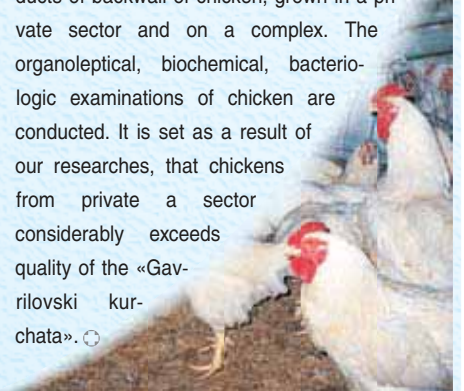 ducts of backwall of chicken, grown in a pri-
vate sector and on a complex. The
organoleptical, biochemical, bacterio-
logic examinations of chicken are
conducted. It is set as a result of
our researches, that chickens
from private a sector
considerably exceeds
quality of the «Gav-
rilovski kur-
chata».